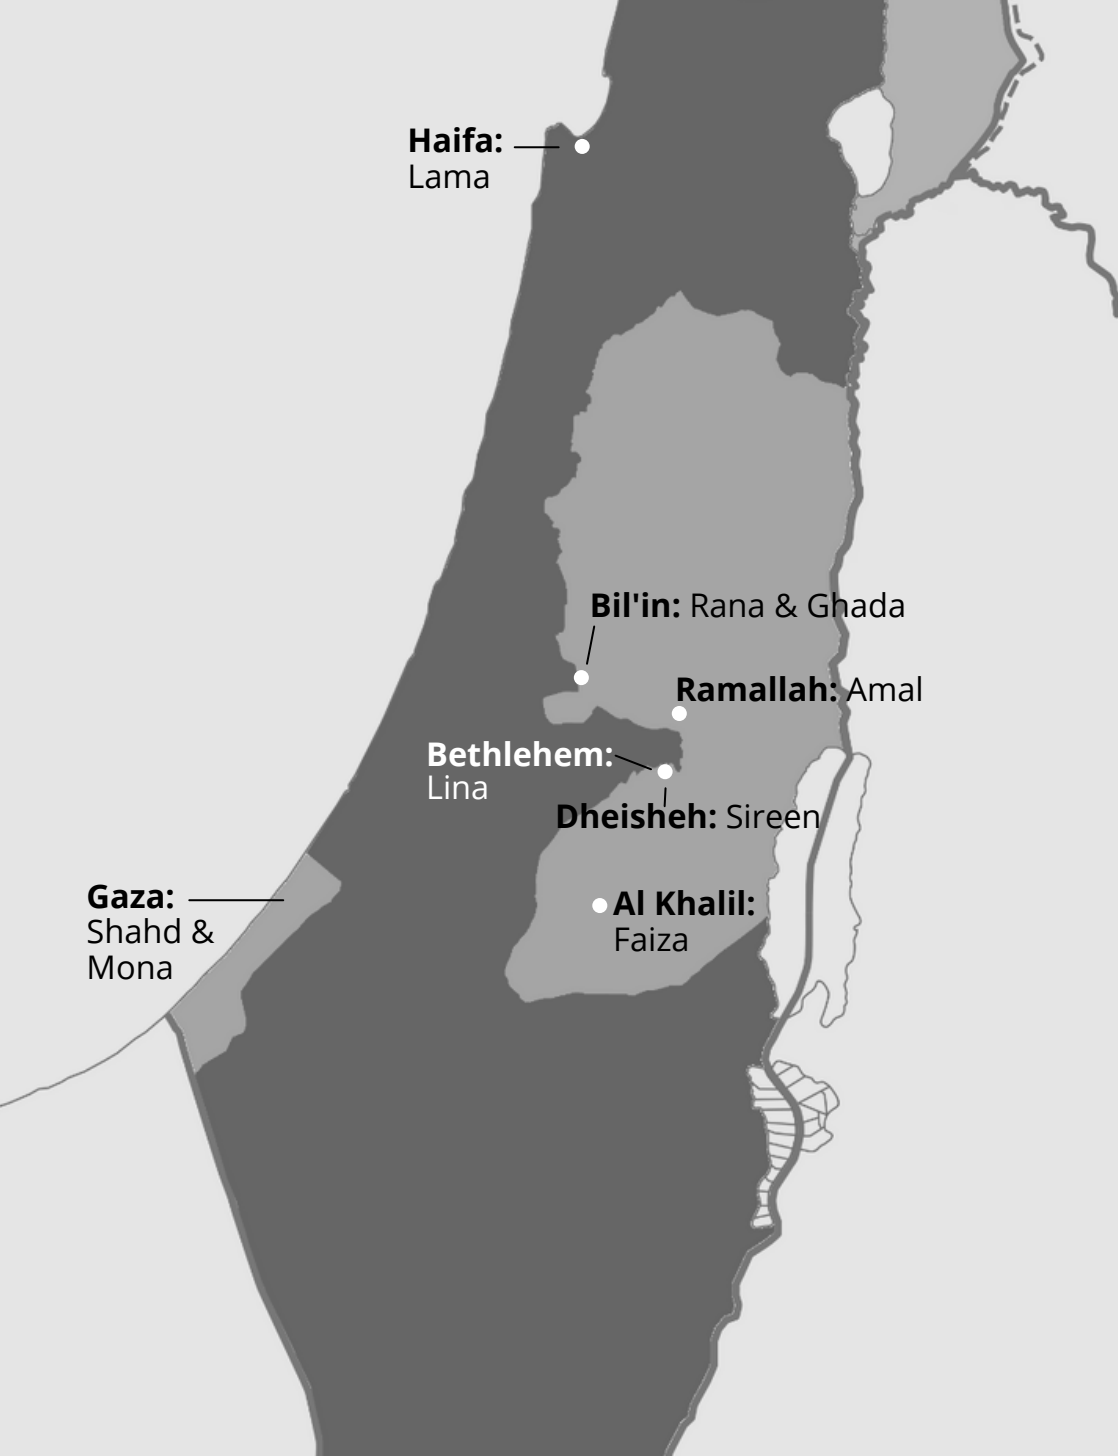 Haifa:
Lama
Bil'in: Rana & Ghada
Ramallah: Amal
Bethlehem:
Lina
Dheisheh: Sireen
Gaza:
Shahd &
Mona
Al Khalil:
Faiza